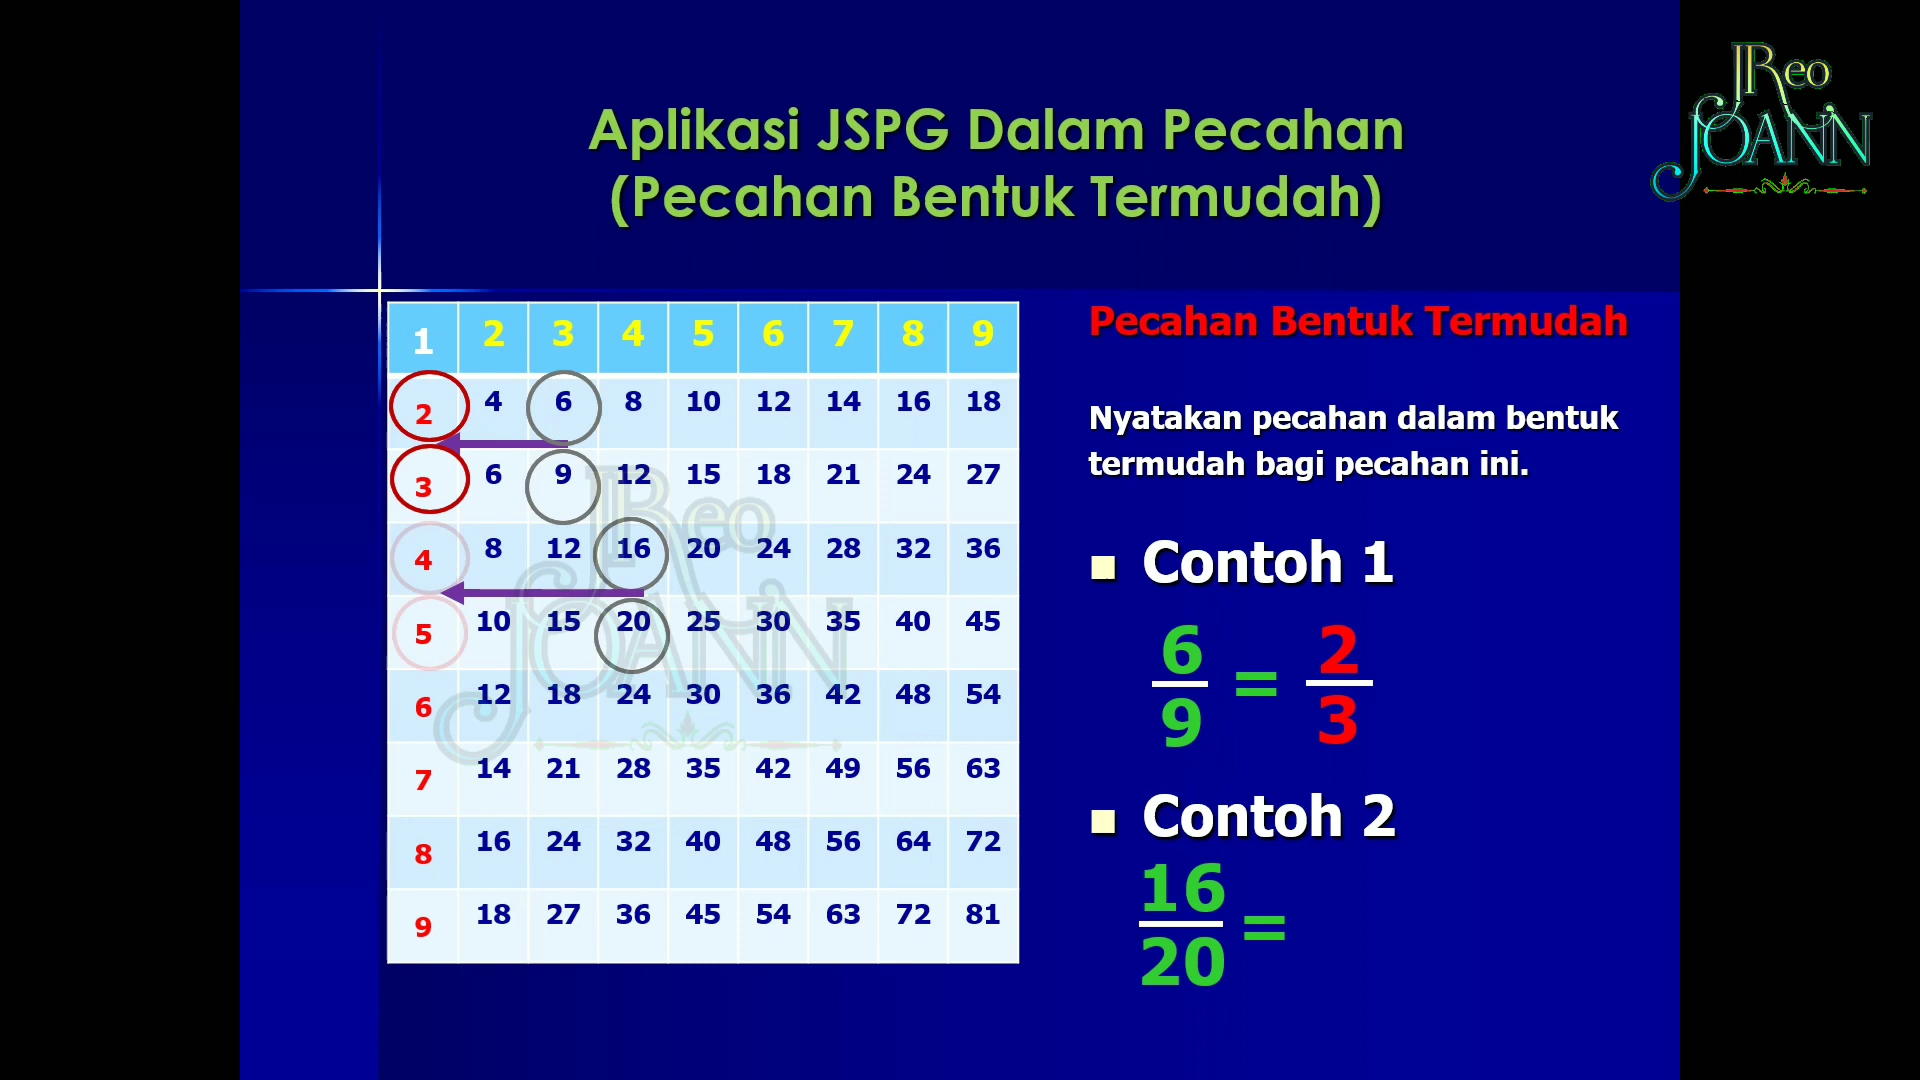 JReo
JOANN
Aplikasi JSPG Dalam Pecahan
(Pecahan Bentuk Termudah)
1 2 3 4 5 6 7 8 9
2 4 6 8 10 12 14 16 18
3 6 9 12 15 18 21 24 27
4 8 12 16 20 24 28 32 36
5 10 15 20 25 30 35 40 45
6 12 18 24 30 36 42 48 54
7 14 21 28 35 42 49 56 63
8 16 24 32 40 48 56 64 72
9 18 27 36 45 54 63 72 81
JReo
JOANN
Pecahan Bentuk Termudah
Nyatakan pecahan dalam bentuk
termudah bagi pecahan ini.
Contoh 1
6/9 = 2/3
Contoh 2
16/20 =